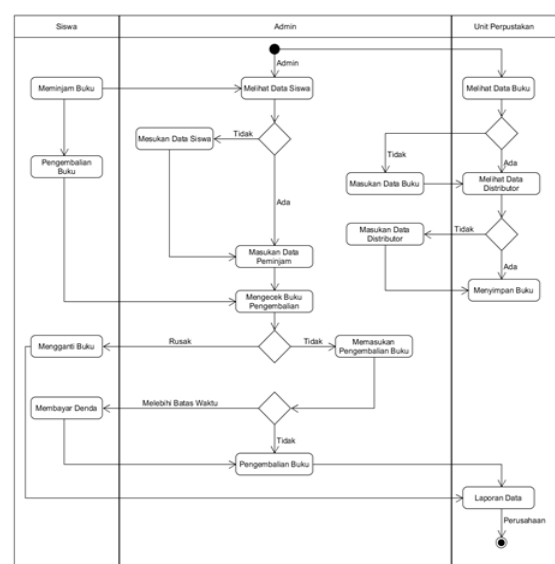 Siswa
Admin
Unit Perpustakan
Admin
Meminjam Buku
Melihat Data Siswa
Melihat Data Buku
Mesukan Data Siswa
Tidak
Tidak
Ada
Pengembalian
Buku
Masukan Data Buku
Melihat Data
Distributor
Ada
Masukan Data
Distributor
Tidak
Masukan Data
Peminjam
Ada
Mengecek Buku
Pengembalian
Menyimpan Buku
Mengganti Buku
Rusak
Tidak
Memasukan
Pengembalian Buku
Membayar Denda
Melebihi Batas Waktu
Tidak
Pengembalian Buku
Laporan Data
Perusahaan